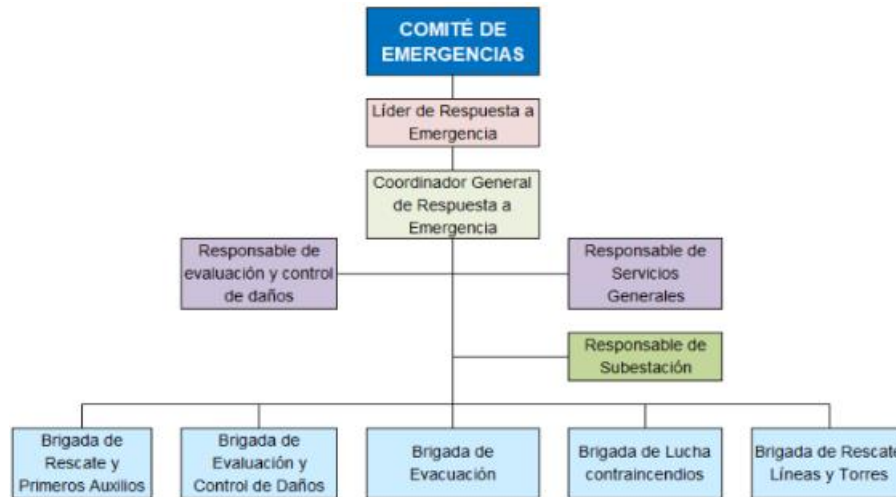 COMITÉ DE
EMERGENCIAS
Líder de Respuesta a
Emergencia
Coordinador General
de Respuesta a
Emergencia
Responsable de
evaluación y control
de daños
Responsable de
Servicios
Generales
Responsable de
Subestación
Brigada de
Rescate y
Primeros Auxilios
Brigada de
Evaluación y
Control de Daños
Brigada de
Evacuación
Brigada de Lucha
contraincendios
Brigada de Rescate
Líneas y Torres